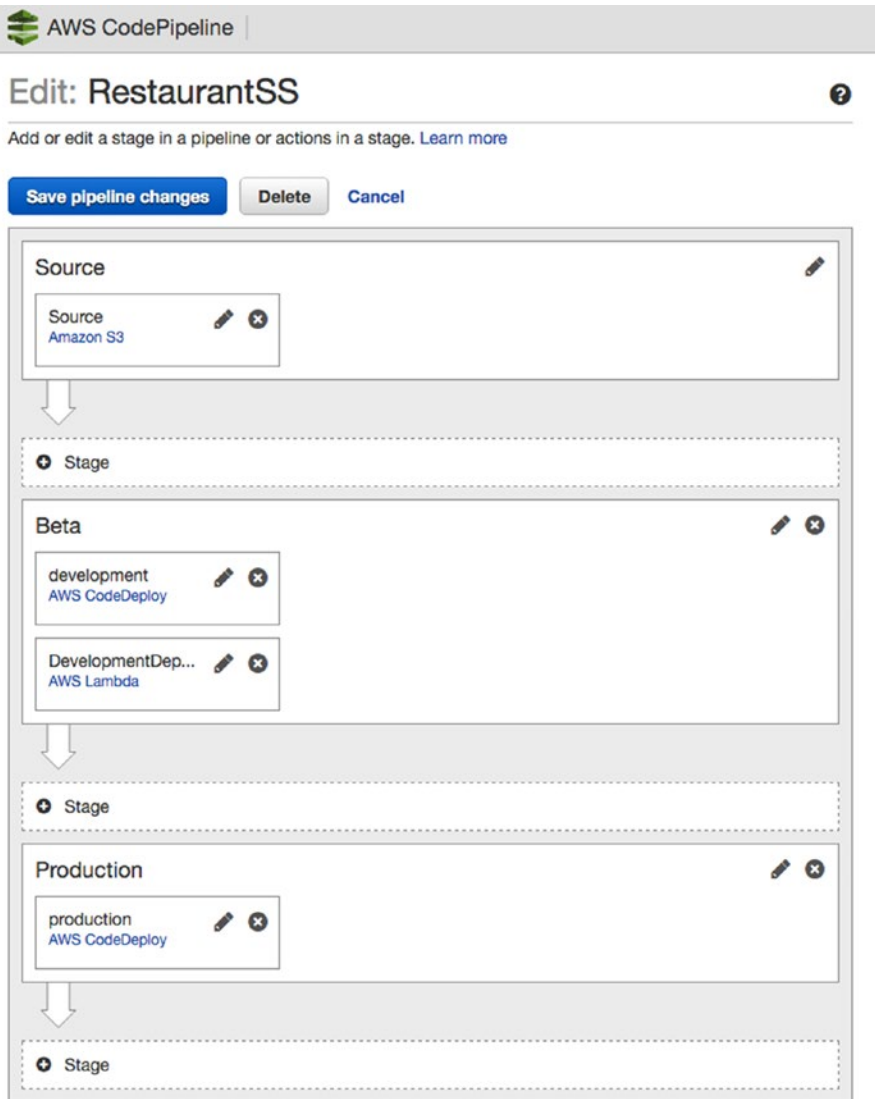 AWS CodePipeline
Edit: RestaurantSS
Add or edit a stage in a pipeline or actions in a stage. Learn more
Save pipeline changes Delete Cancel
Source
Source
Amazon S3
Stage
Beta
development
AWS CodeDeploy
DevelopmentDep...
AWS Lambda
Stage
Production
production
AWS CodeDeploy
Stage